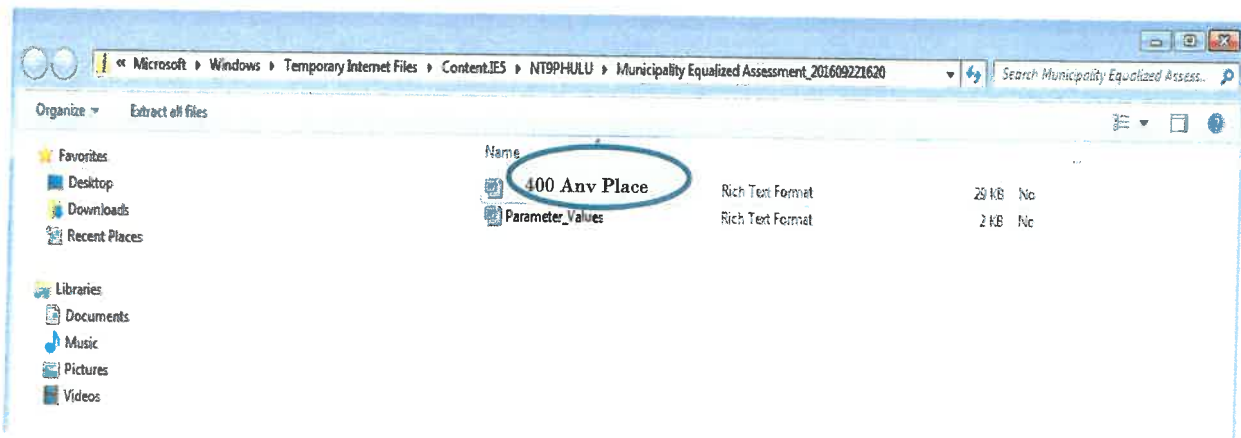 « Microsoft ▸ Windows ▸ Temporary Internet Files ▸ Content.IE5 ▸ NT9PHULU ▸ Municipality Equalized Assessment_201609221620
Search Municipality Equalized Assess..
Organize
Extract all files
Name
Favorites
Desktop
Downloads
Recent Places
Libraries
Documents
Music
Pictures
Videos
400 Any Place Rich Text Format 29 KB No
Parameter_Values Rich Text Format 2 KB No